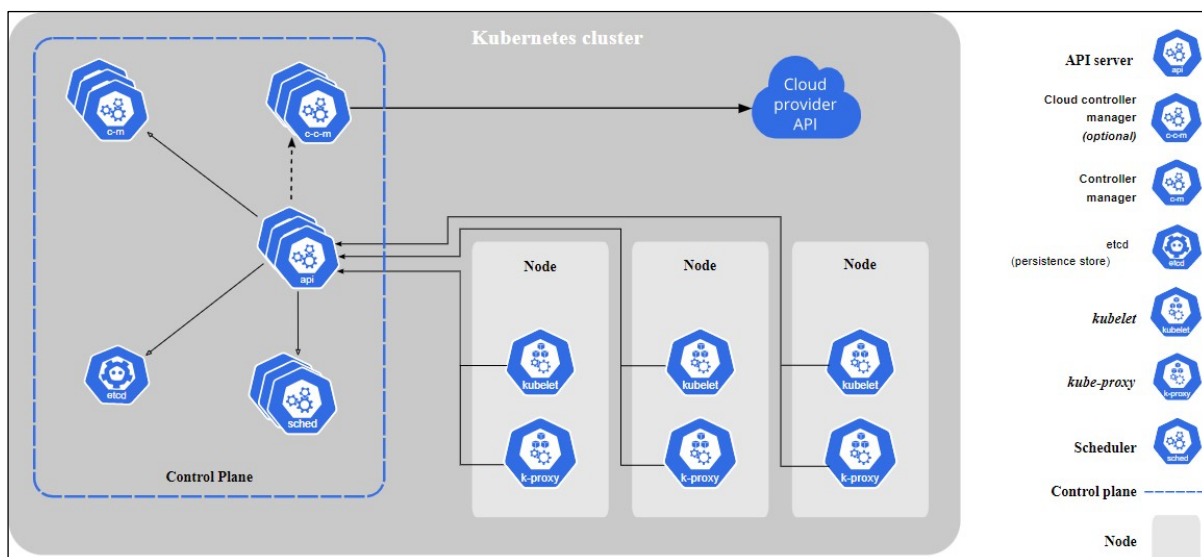 Kubernetes cluster
c-m
c-c-m
Cloud
provider
API
api
etcd
sched
Control Plane
Node
Node
Node
kubelet
kubelet
kubelet
k-proxy
k-proxy
k-proxy
API server
api
Cloud controller
manager
(optional)
c-c-m
Controller
manager
c-m
etcd
(persistence store)
etcd
kubelet
kubelet
kube-proxy
k-proxy
Scheduler
sched
Control plane
Node